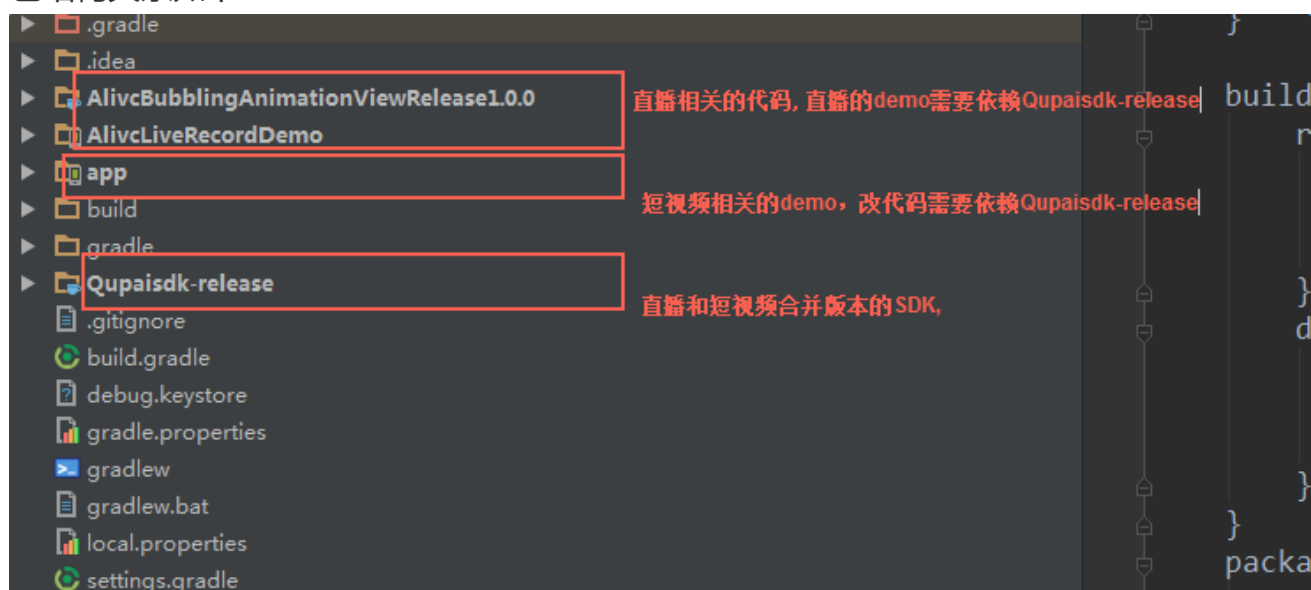 .gradle
}
.idea
AlivcBubblingAnimationViewRelease1.0.0
直播相关的代码, 直播的demo需要依赖Qupaisdk-release
build
AlivcLiveRecordDemo
r
app
build
短视频相关的demo，改代码需要依赖Qupaisdk-release
gradle
Qupaisdk-release
}
直播和短视频合并版本的SDK,
.gitignore
d
build.gradle
debug.keystore
gradle.properties
gradlew
}
gradlew.bat
}
local.properties
packa
settings.gradle